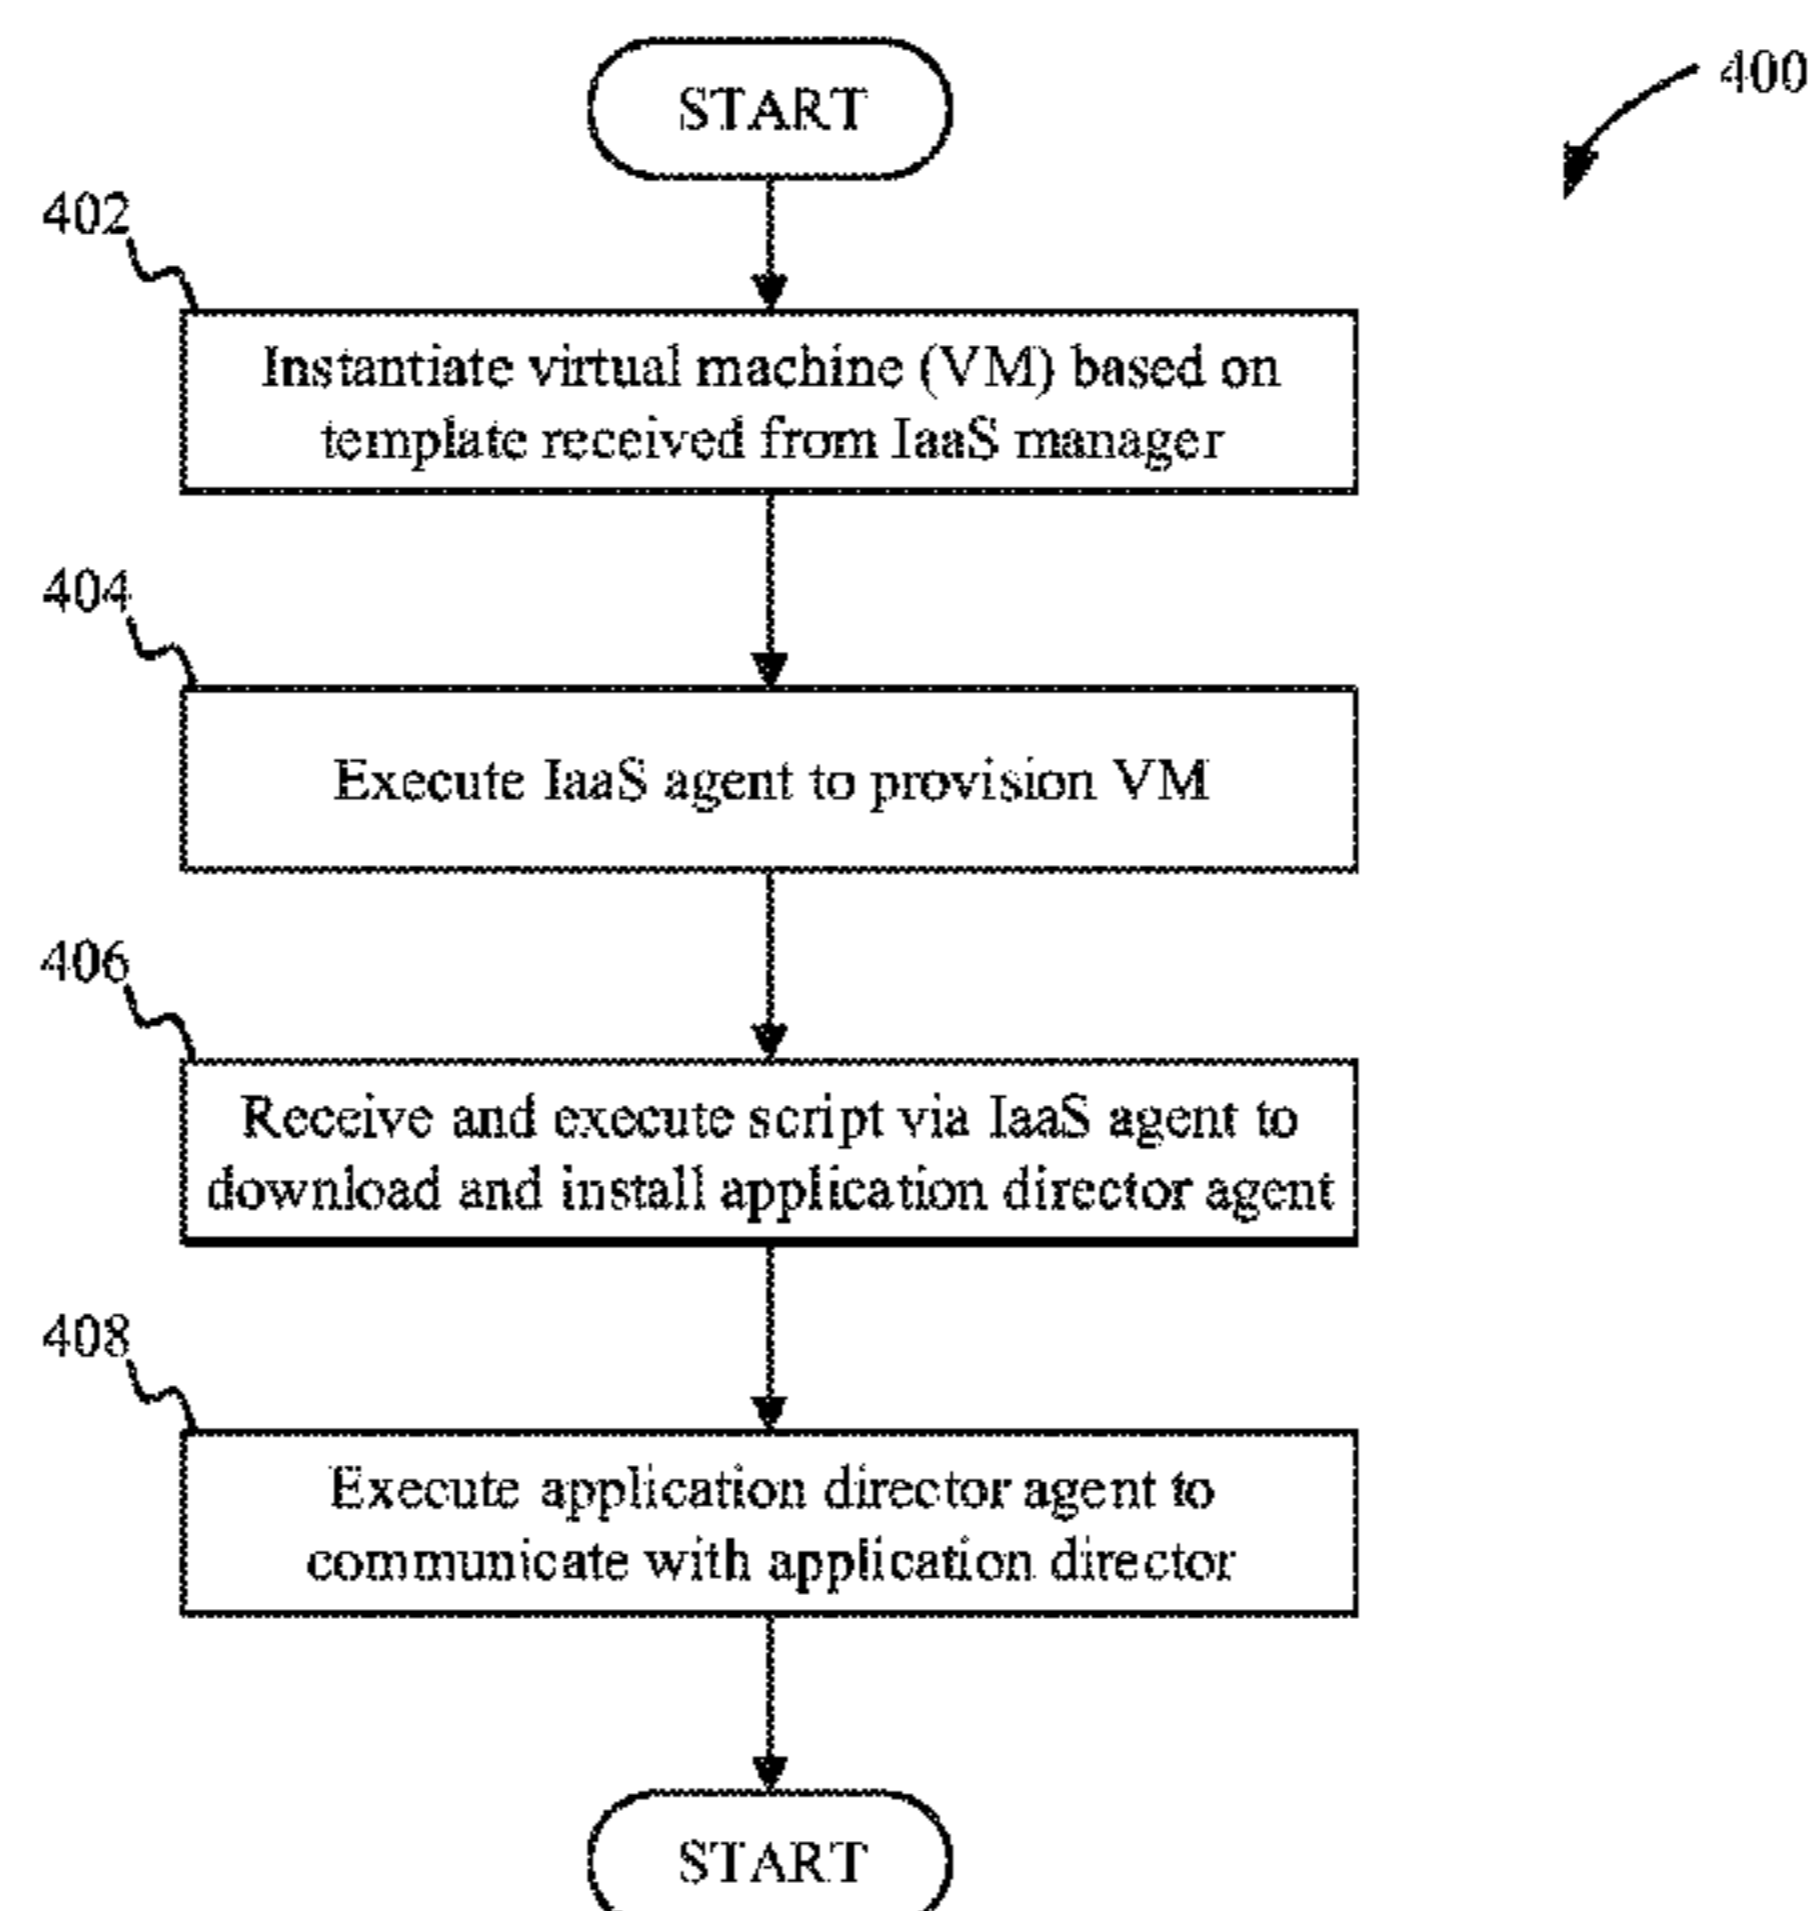 START
400
402
Instantiate virtual machine (VM) based on
template received from IaaS manager
404
Execute IaaS agent to provision VM
406
Receive and execute script via IaaS agent to
download and install application director agent
408
Execute application director agent to
communicate with application director
START